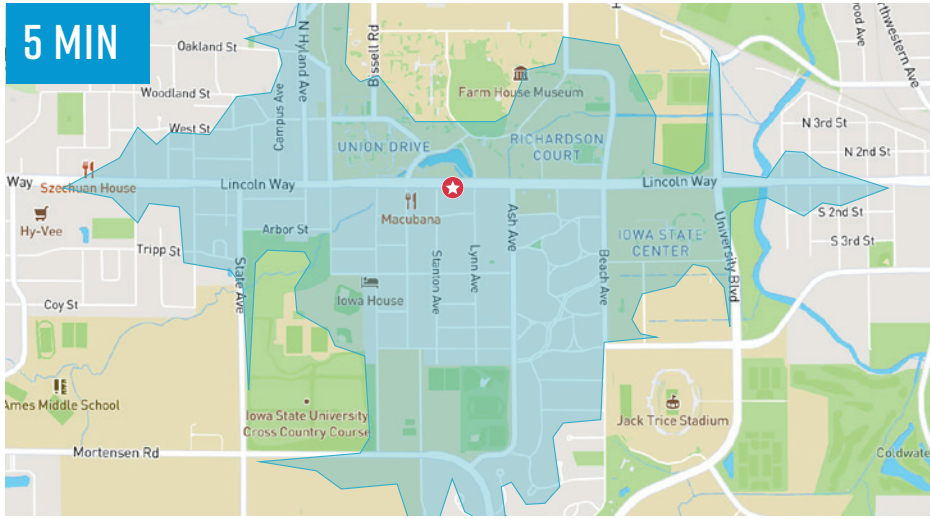 5 MIN
Oakland St
N Hyland Ave
Bissell Rd
Farm House Museum
Woodland St
Campus Ave
West St
UNION DRIVE
RICHARDSON
COURT
N 3rd St
N 2nd St
Way
Szechuan House
Lincoln Way
Lincoln Way
Macubana
Hy-Vee
Arbor St
Ash Ave
IOWA STATE
CENTER
University Blvd
S 2nd St
S 3rd St
Tripp St
State Ave
Stanton Ave
Lynn Ave
Beach Ave
Iowa House
Coy St
Ames Middle School
Iowa State University
Cross Country Course
Jack Trice Stadium
Mortensen Rd
Coldwate
wood Ave
rthwestern Ave
H